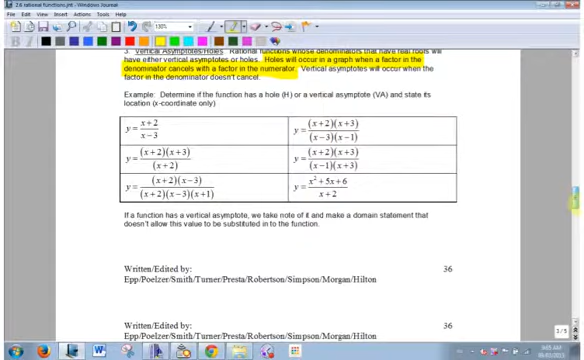 2.6 rational functions.jnt - Windows Journal
File Edit View Insert Actions Tools Help
130%
3. Vertical Asymptotes/Holes: Rational functions whose denominators that have real roots will
have either vertical asymptotes or holes. Holes will occur in a graph when a factor in the
denominator cancels with a factor in the numerator. Vertical asymptotes will occur when the
factor in the denominator doesn't cancel.
Example: Determine if the function has a hole (H) or a vertical asymptote (VA) and state its
location (x-coordinate only)
y = (x+2)/(x−3)
y = (x+2)(x+3)/(x−3)(x−1)
y = (x+2)(x+3)/(x+2)
y = (x+2)(x+3)/(x−1)(x+3)
y = (x+2)(x−3)/(x+2)(x−3)(x+1)
y = (x²+5x+6)/(x+2)
If a function has a vertical asymptote, we take note of it and make a domain statement that
doesn't allow this value to be substituted in to the function.
Written/Edited by: 36
Epp/Poelzer/Smith/Turner/Presta/Robertson/Simpson/Morgan/Hilton
Written/Edited by: 36
Epp/Poelzer/Smith/Turner/Presta/Robertson/Simpson/Morgan/Hilton